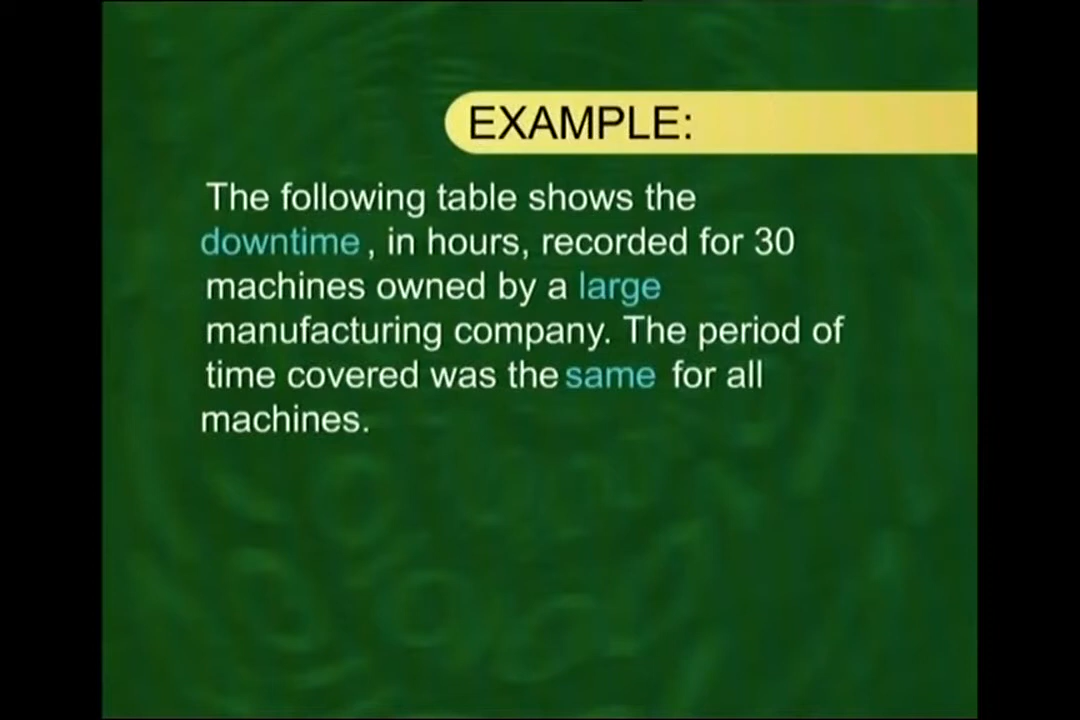 EXAMPLE:
The following table shows the
downtime , in hours, recorded for 30
machines owned by a large
manufacturing company. The period of
time covered was the same for all
machines.